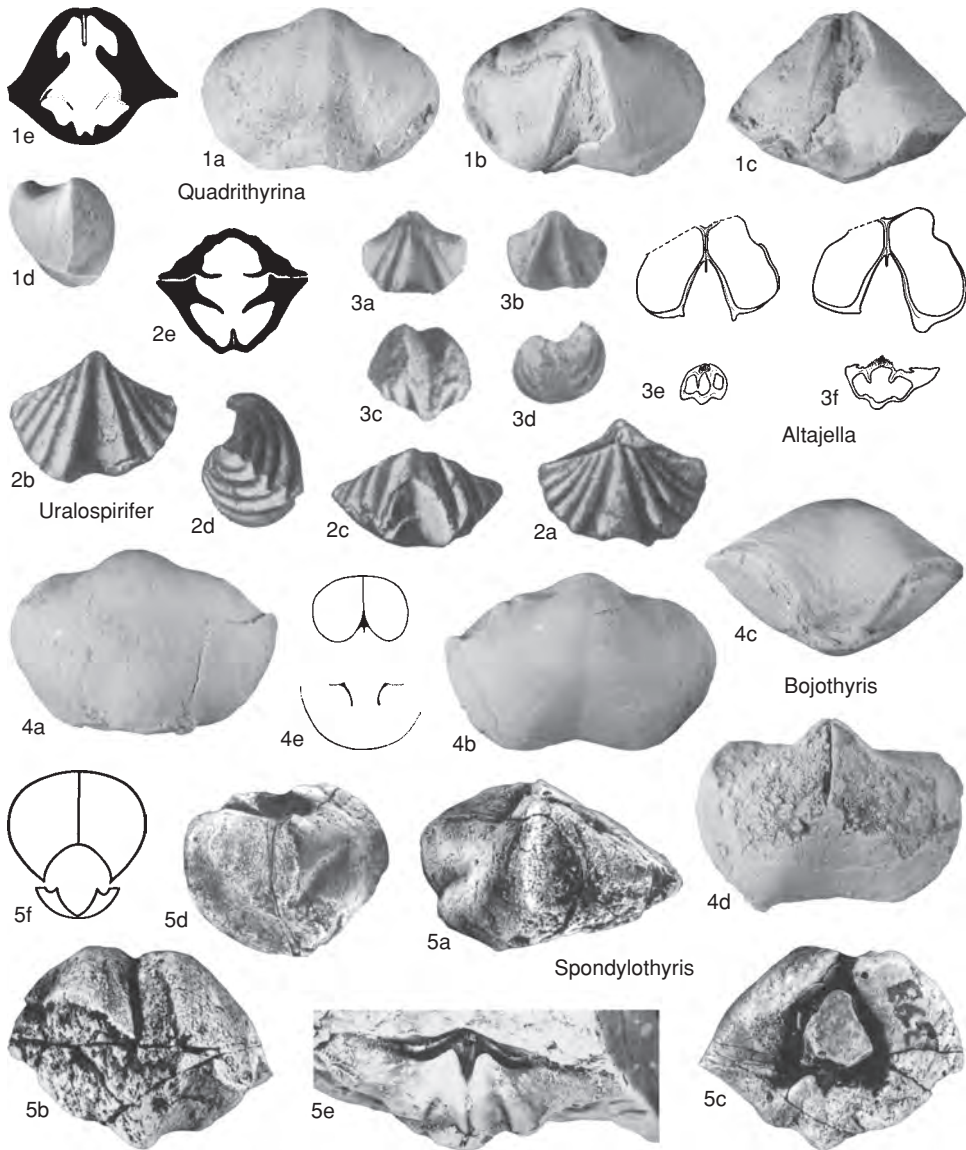 1e
1a
1b
1c
Quadrithyrina
1d
2e
3a
3b
3c
3d
3e
3f
Altajella
2b
Uralospirifer
2d
2c
2a
4a
4e
4b
4c
Bojothyris
5f
5d
5a
4d
Spondylothyris
5b
5e
5c